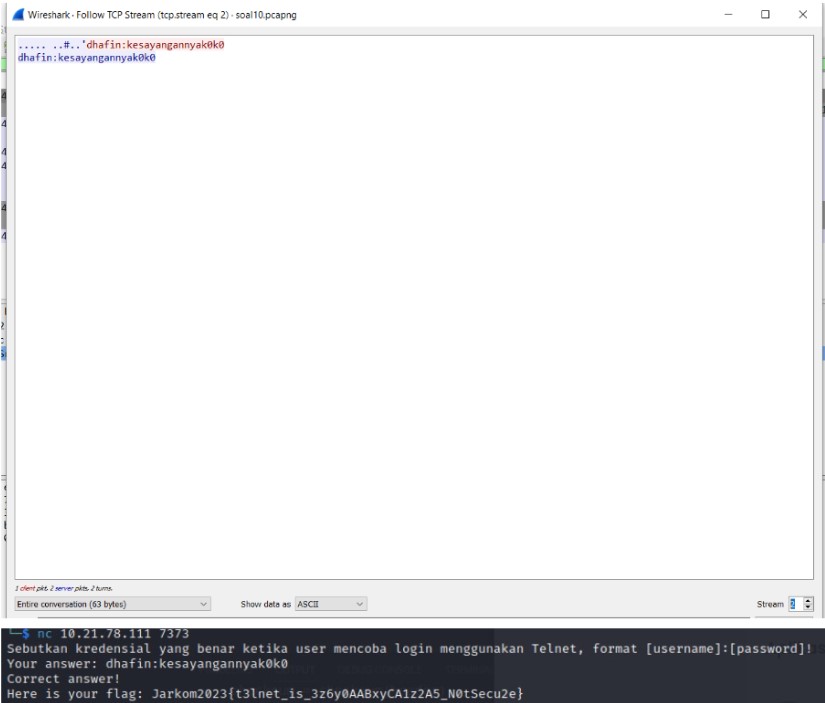 Wireshark · Follow TCP Stream (tcp.stream eq 2) · soal10.pcapng
..... ..#..'dhafin:kesayangannyak0k0
dhafin:kesayangannyak0k0
1 client pkt, 2 server pkts, 2 turns.
Entire conversation (63 bytes) Show data as ASCII Stream 2
└─$ nc 10.21.78.111 7373
Sebutkan kredensial yang benar ketika user mencoba login menggunakan Telnet, format [username]:[password]!
Your answer: dhafin:kesayangannyak0k0
Correct answer!
Here is your flag: Jarkom2023{t3lnet_is_3z6y0AABxyCA1z2A5_N0tSecu2e}